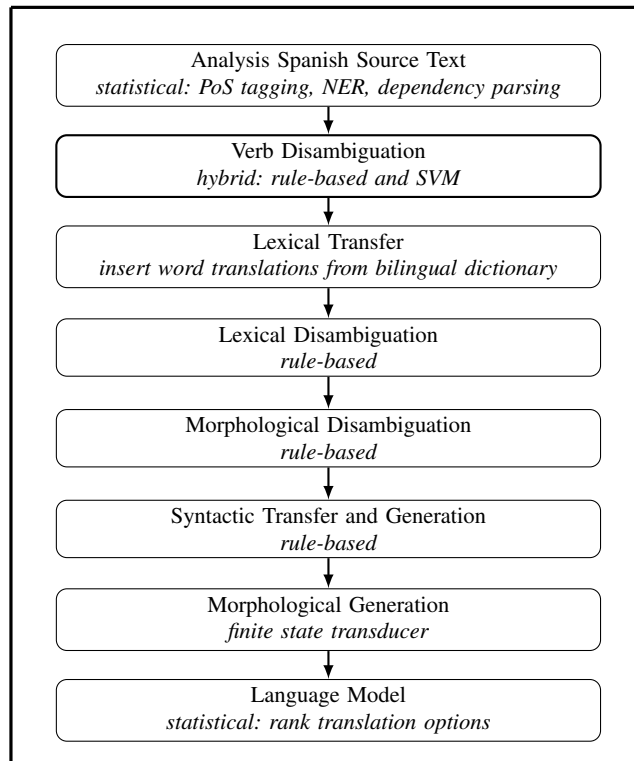 Analysis Spanish Source Text
statistical: PoS tagging, NER, dependency parsing
Verb Disambiguation
hybrid: rule-based and SVM
Lexical Transfer
insert word translations from bilingual dictionary
Lexical Disambiguation
rule-based
Morphological Disambiguation
rule-based
Syntactic Transfer and Generation
rule-based
Morphological Generation
finite state transducer
Language Model
statistical: rank translation options